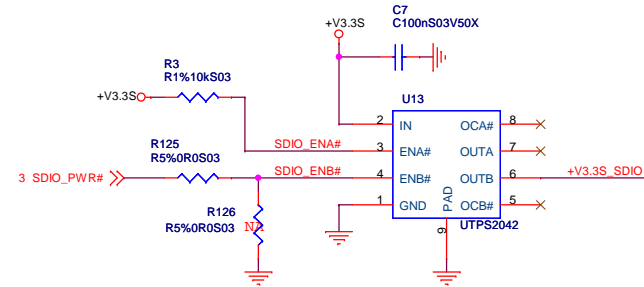 C7
C100nS03V50X
+V3.3S
R3
R1%10kS03
+V3.3S
U13
2 IN OCA# 8
SDIO_ENA# 3 ENA# OUTA 7
R125
R5%0R0S03
3 SDIO_PWR# SDIO_ENB# 4 ENB# OUTB 6 +V3.3S_SDIO
1 GND PAD OCB# 5
R126
R5%0R0S03
NA
9
UTPS2042